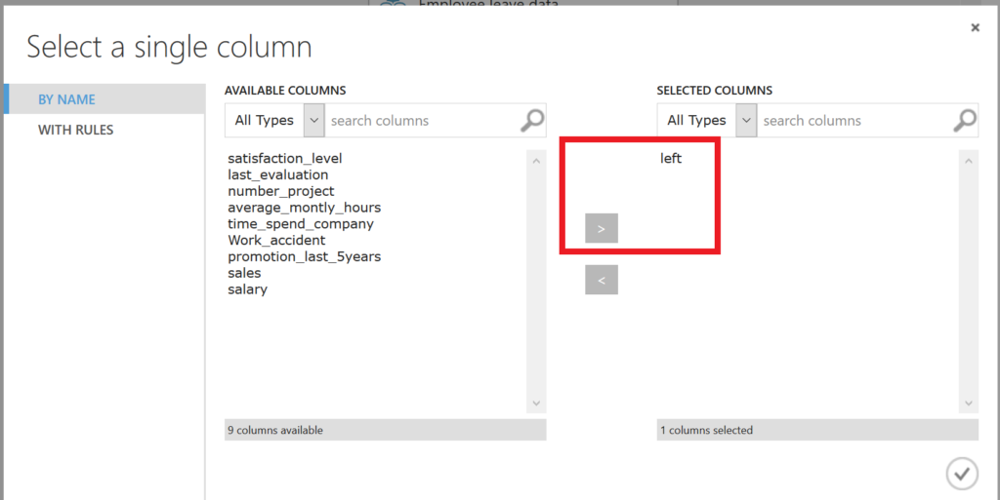 Employee leave data
Select a single column
BY NAME
WITH RULES
AVAILABLE COLUMNS
All Types
search columns
satisfaction_level
last_evaluation
number_project
average_montly_hours
time_spend_company
Work_accident
promotion_last_5years
sales
salary
9 columns available
>
<
SELECTED COLUMNS
All Types
search columns
left
1 columns selected